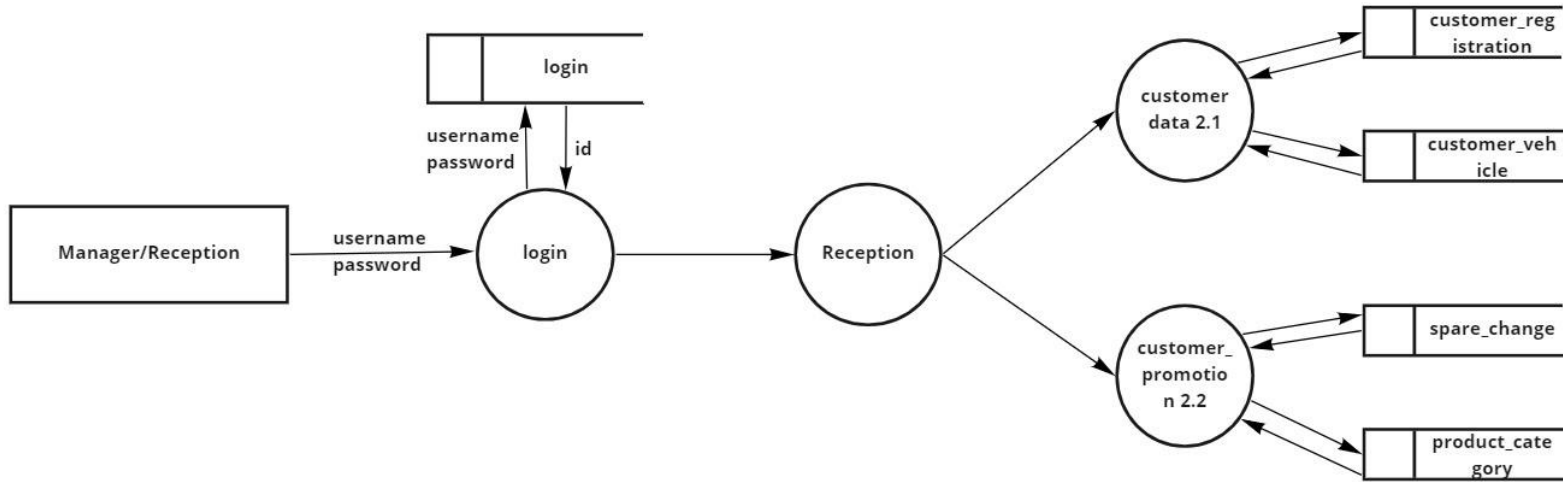 Manager/Reception
username
password
login
username
password
id
login
Reception
customer
data 2.1
customer_reg
istration
customer_veh
icle
customer_
promotio
n 2.2
spare_change
product_cate
gory